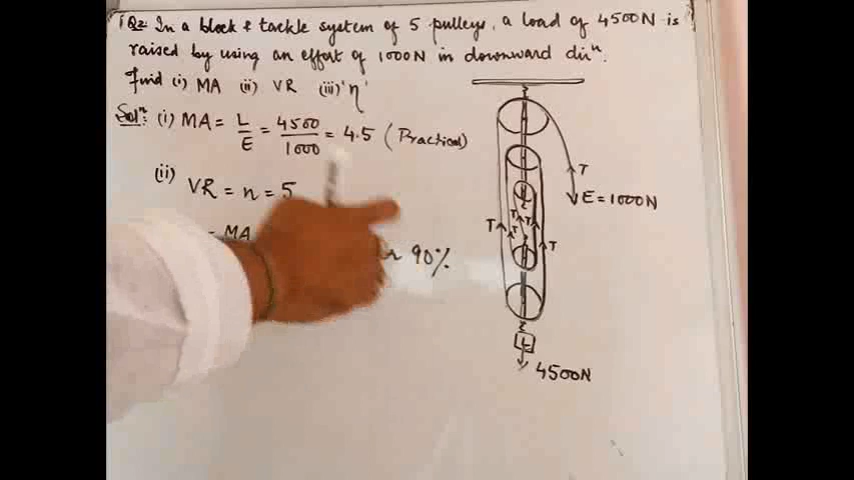 Q2: In a block & tackle system of 5 pulleys, a load of 4500N is
raised by using an effort of 1000N in downward dirⁿ.
Find (i) MA (ii) VR (iii) 'η'
Solⁿ: (i) MA = L/E = 4500/1000 = 4.5 (Practical)
(ii) VR = n = 5
= MA
90%
T
E = 1000N
T
T
T
T
T
L
4500N